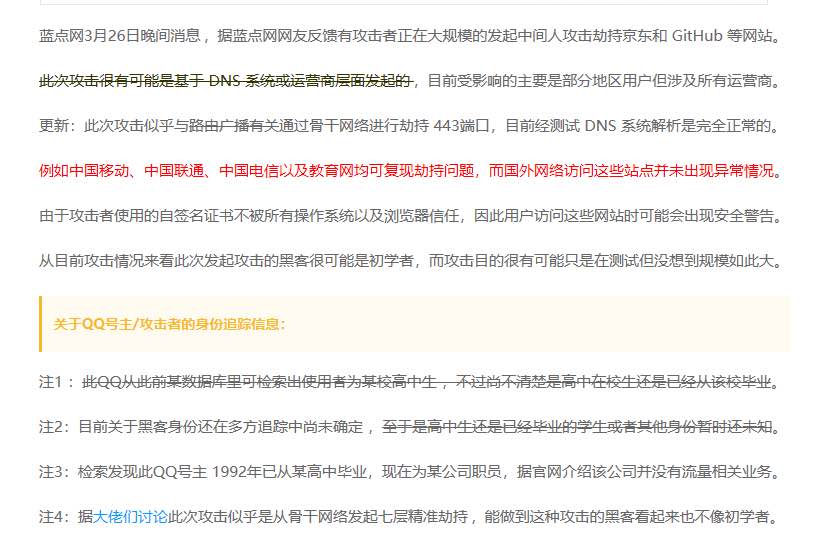 蓝点网3月26日晚间消息 ，据蓝点网网友反馈有攻击者正在大规模的发起中间人攻击劫持京东和 GitHub 等网站。
此次攻击很有可能是基于 DNS 系统或运营商层面发起的 ，目前受影响的主要是部分地区用户但涉及所有运营商。
更新：此次攻击似乎与路由广播有关通过骨干网络进行劫持 443端口，目前经测试 DNS 系统解析是完全正常的。
例如中国移动、中国联通、中国电信以及教育网均可复现劫持问题，而国外网络访问这些站点并未出现异常情况。
由于攻击者使用的自签名证书不被所有操作系统以及浏览器信任，因此用户访问这些网站时可能会出现安全警告。
从目前攻击情况来看此次发起攻击的黑客很可能是初学者，而攻击目的很有可能只是在测试但没想到规模如此大。
关于QQ号主/攻击者的身份追踪信息：
注1 ：此QQ从此前某数据库里可检索出使用者为某校高中生 ，不过尚不清楚是高中在校生还是已经从该校毕业。
注2：目前关于黑客身份还在多方追踪中尚未确定 ，至于是高中生还是已经毕业的学生或者其他身份暂时还未知。
注3：检索发现此QQ号主 1992年已从某高中毕业，现在为某公司职员，据官网介绍该公司并没有流量相关业务。
注4：据大佬们讨论此次攻击似乎是从骨干网络发起七层精准劫持 ，能做到这种攻击的黑客看起来也不像初学者。